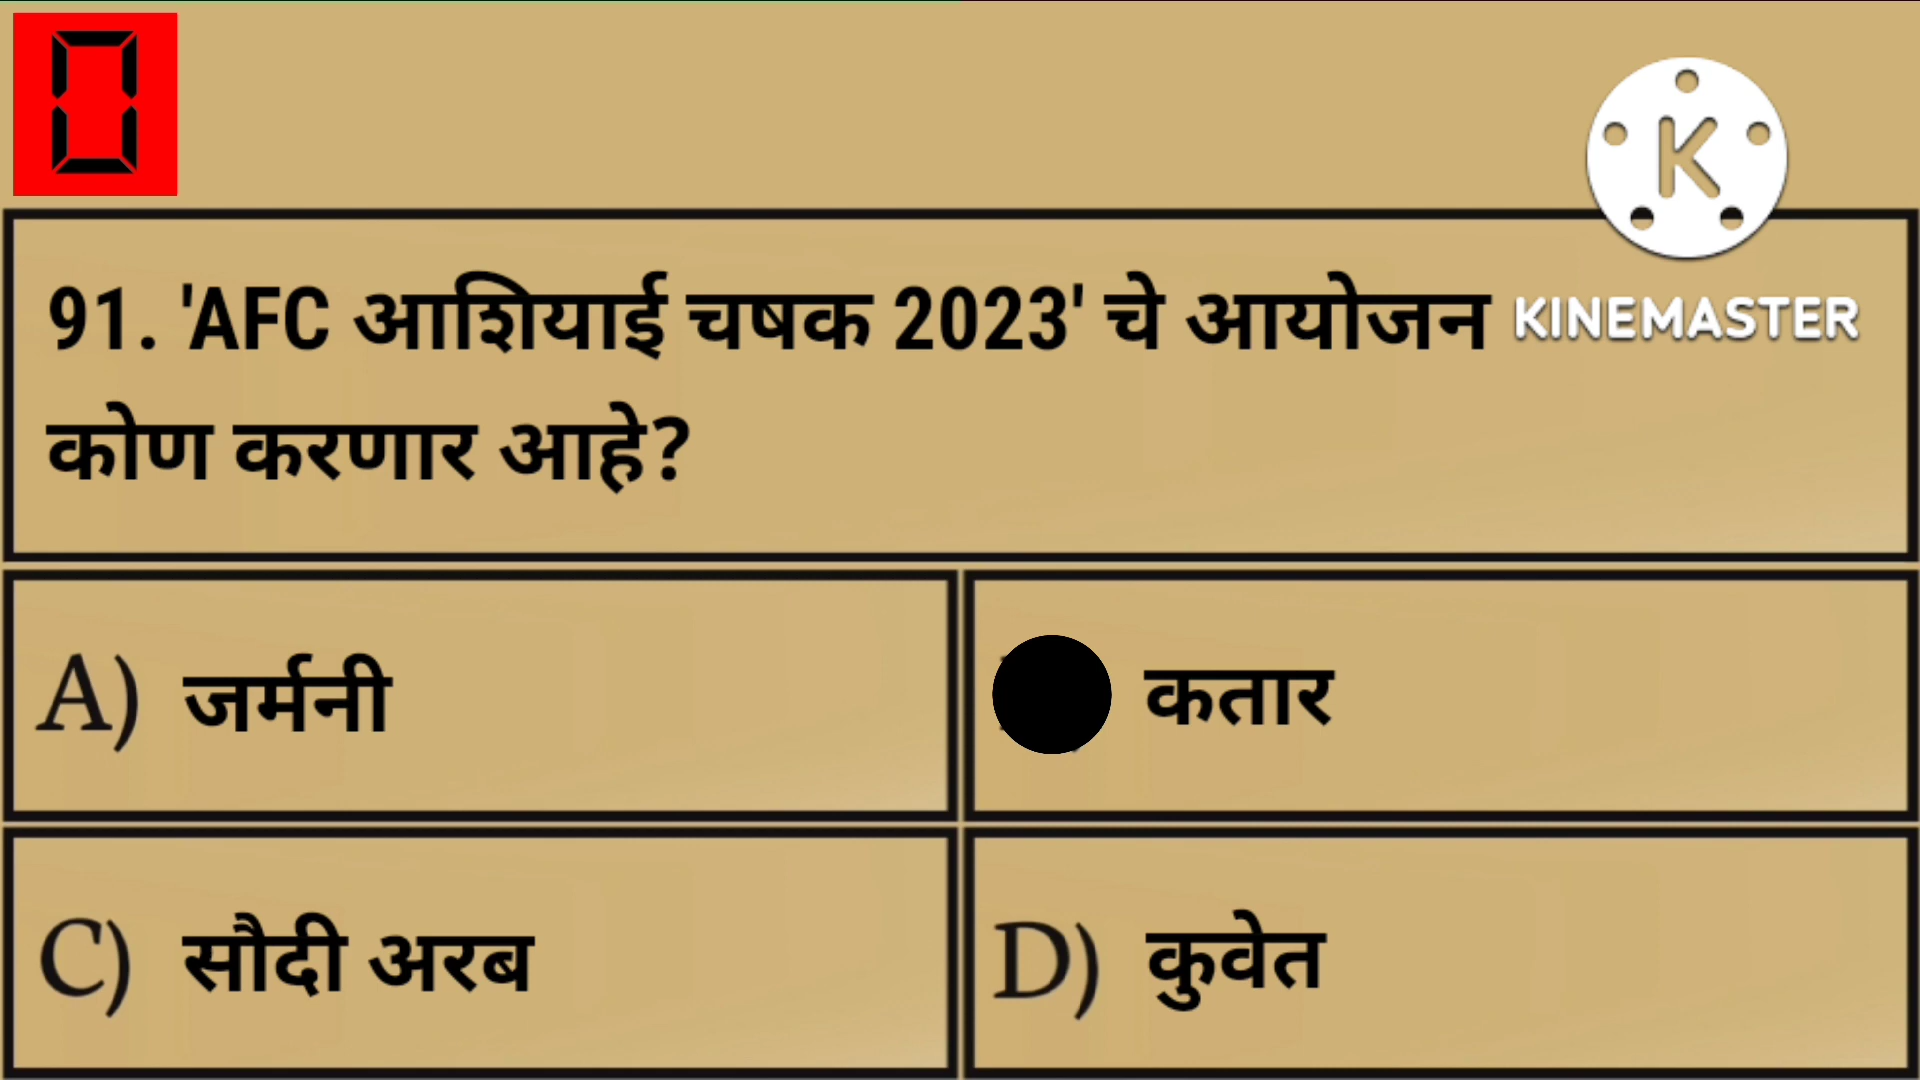 0
K
KINEMASTER
91. 'AFC आशियाई चषक 2023' चे आयोजन
कोण करणार आहे?
A) जर्मनी
कतार
C) सौदी अरब
D) कुवेत